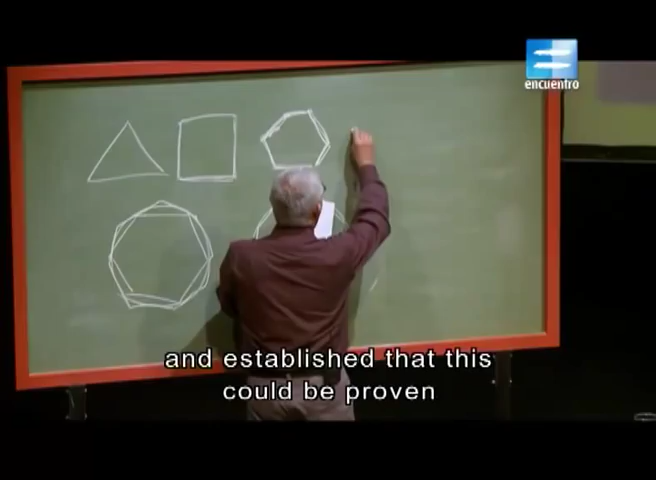 encuentro
and established that this
could be proven